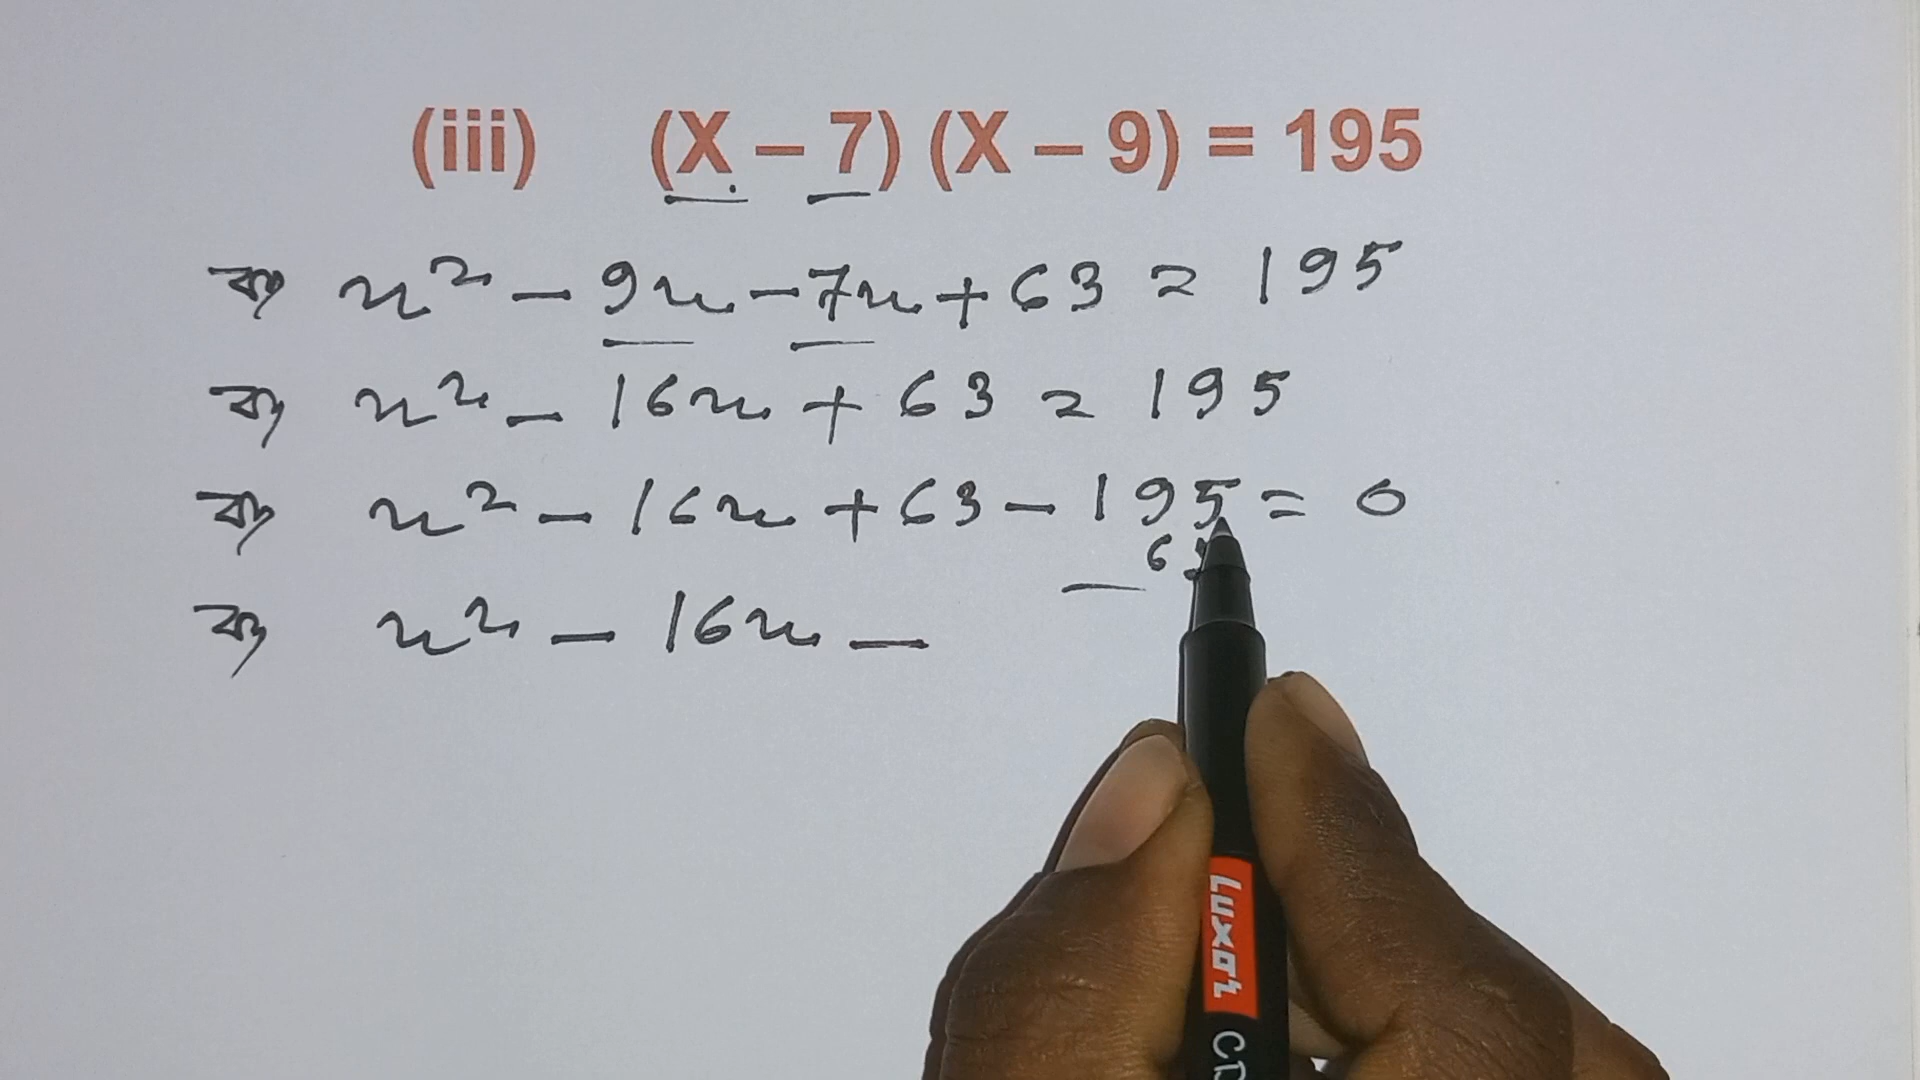 (iii) (X – 7) (X – 9) = 195
বা x² – 9x – 7x + 63 = 195
বা x² – 16x + 63 = 195
বা x² – 16x + 63 – 195 = 0
বা x² – 16x –
Luxor